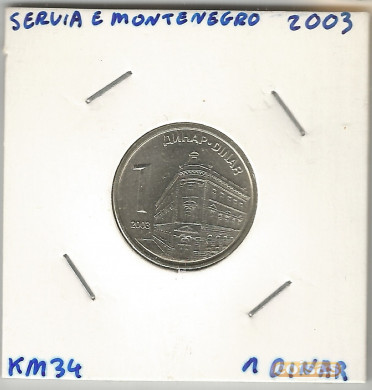 SERVIA E MONTENEGRO 2003
ДИНАР·DINAR
1
2003
KM34 1 DINAR